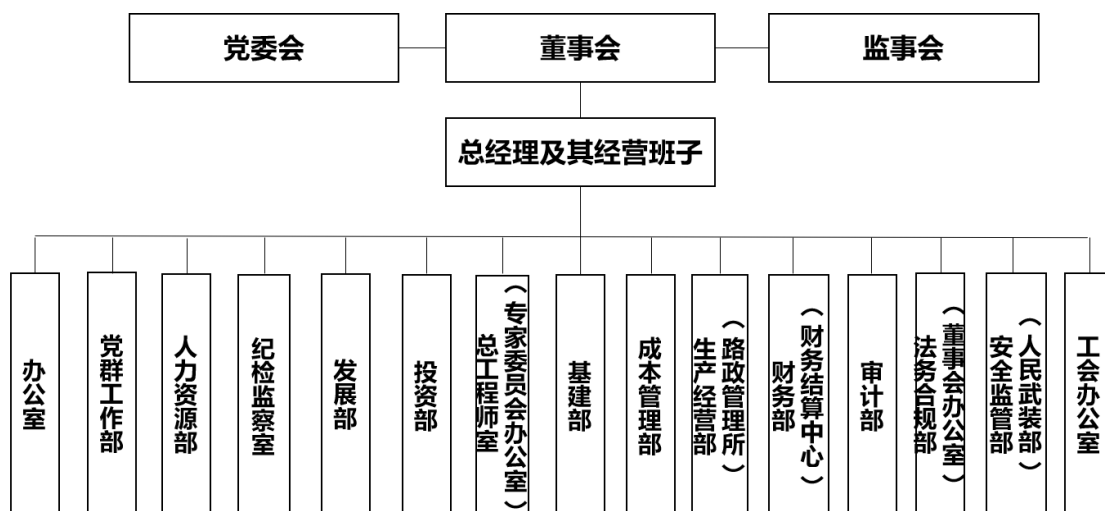 党委会
董事会
监事会
总经理及其经营班子
办公室
党群工作部
人力资源部
纪检监察室
发展部
投资部
总工程师室
（专家委员会办公室）
基建部
成本管理部
生产经营部
（路政管理所）
财务部
（财务结算中心）
审计部
法务合规部
（董事会办公室）
安全监管部
（人民武装部）
工会办公室